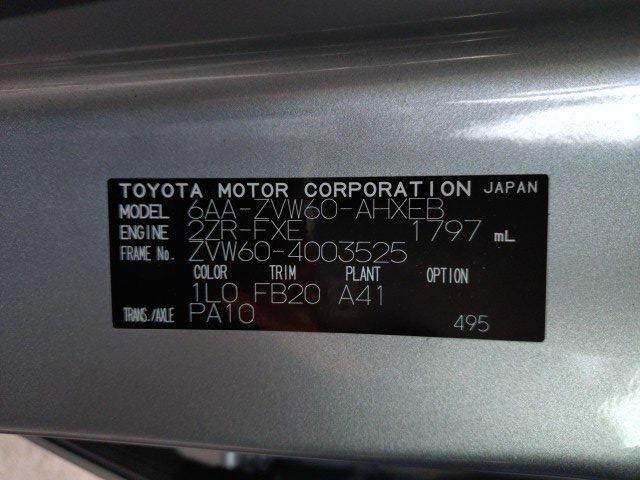 TOYOTA MOTOR CORPORATION JAPAN
MODEL 6AA-ZVW60-AHXEB
ENGINE 2ZR-FXE 1797 mL
FRAME No. ZVW60-4003525
COLOR TRIM PLANT OPTION
1L0 FB20 A41
TRANS./AXLE PA10
495